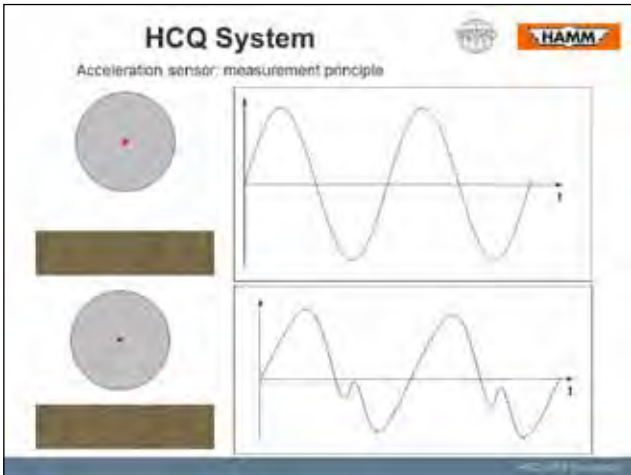 HCQ System
HAMM
Acceleration sensor: measurement principle
t
t